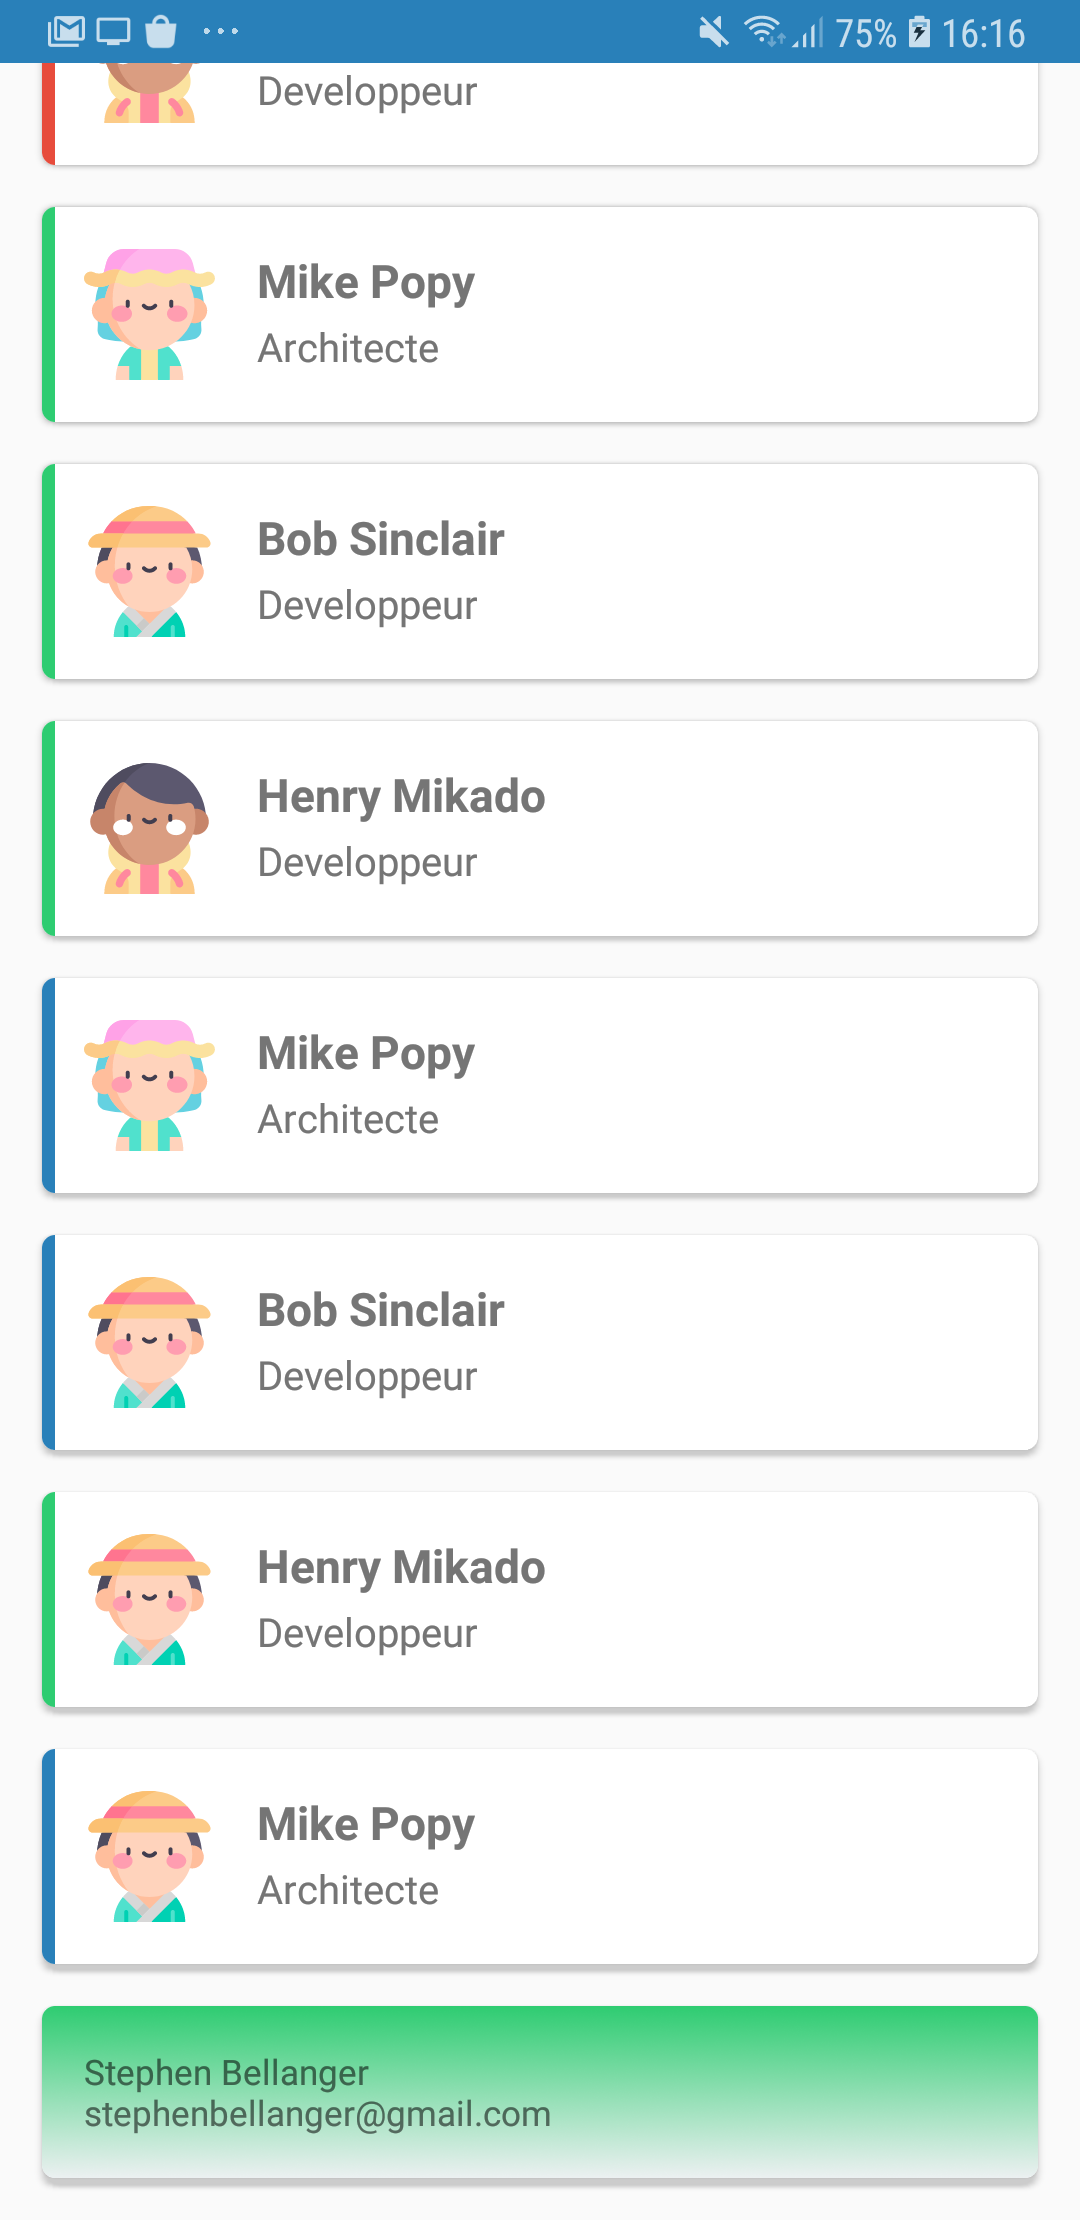 75% 16:16
Developpeur
Mike Popy
Architecte
Bob Sinclair
Developpeur
Henry Mikado
Developpeur
Mike Popy
Architecte
Bob Sinclair
Developpeur
Henry Mikado
Developpeur
Mike Popy
Architecte
Stephen Bellanger
stephenbellanger@gmail.com